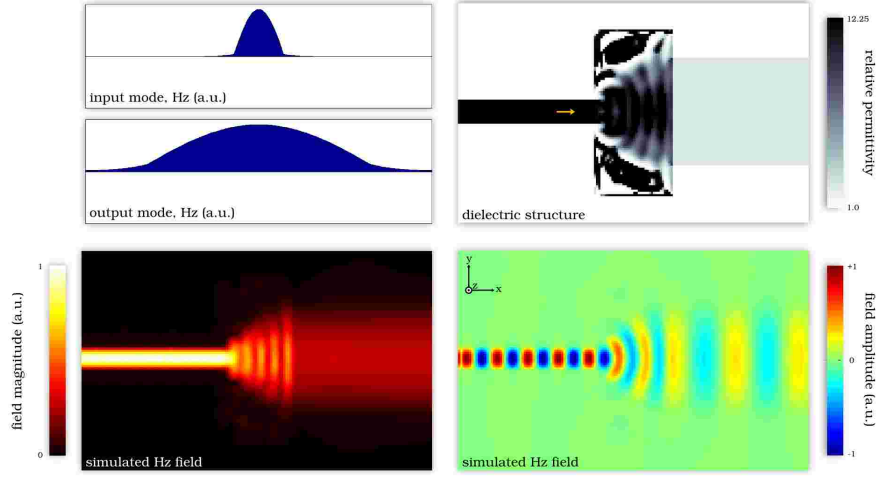 input mode, Hz (a.u.)
output mode, Hz (a.u.)
dielectric structure
12.25
relative permittivity
1.0
field magnitude (a.u.)
1
0
simulated Hz field
y
z
x
simulated Hz field
+1
0
-1
field amplitude (a.u.)